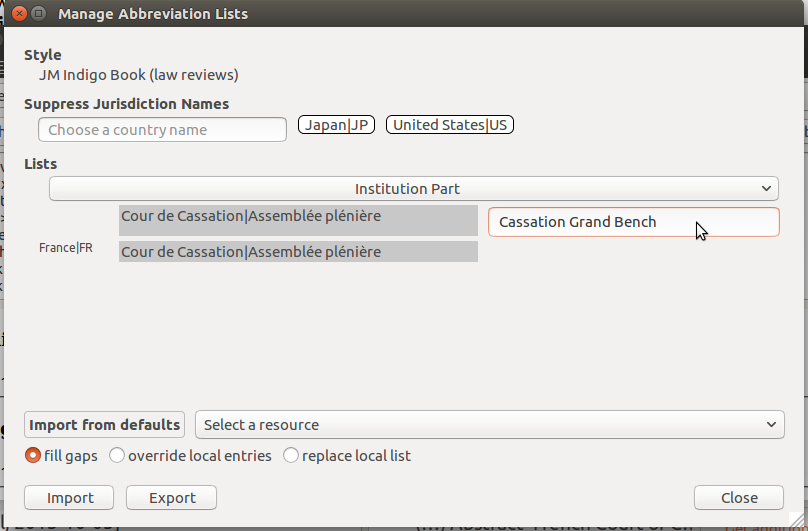 Manage Abbreviation Lists
Style
JM Indigo Book (law reviews)
Suppress Jurisdiction Names
Choose a country name
Japan|JP
United States|US
Lists
Institution Part
Cour de Cassation|Assemblée plénière
Cassation Grand Bench
France|FR
Cour de Cassation|Assemblée plénière
Import from defaults
Select a resource
fill gaps
override local entries
replace local list
Import
Export
Close